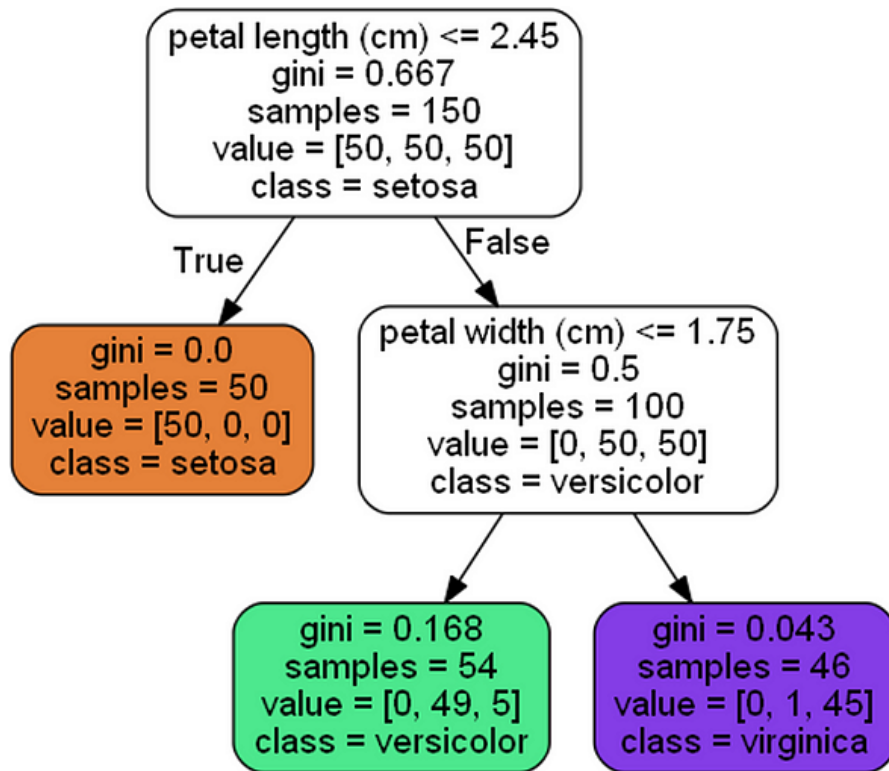 petal length (cm) <= 2.45
gini = 0.667
samples = 150
value = [50, 50, 50]
class = setosa
True
False
gini = 0.0
samples = 50
value = [50, 0, 0]
class = setosa
petal width (cm) <= 1.75
gini = 0.5
samples = 100
value = [0, 50, 50]
class = versicolor
gini = 0.168
samples = 54
value = [0, 49, 5]
class = versicolor
gini = 0.043
samples = 46
value = [0, 1, 45]
class = virginica